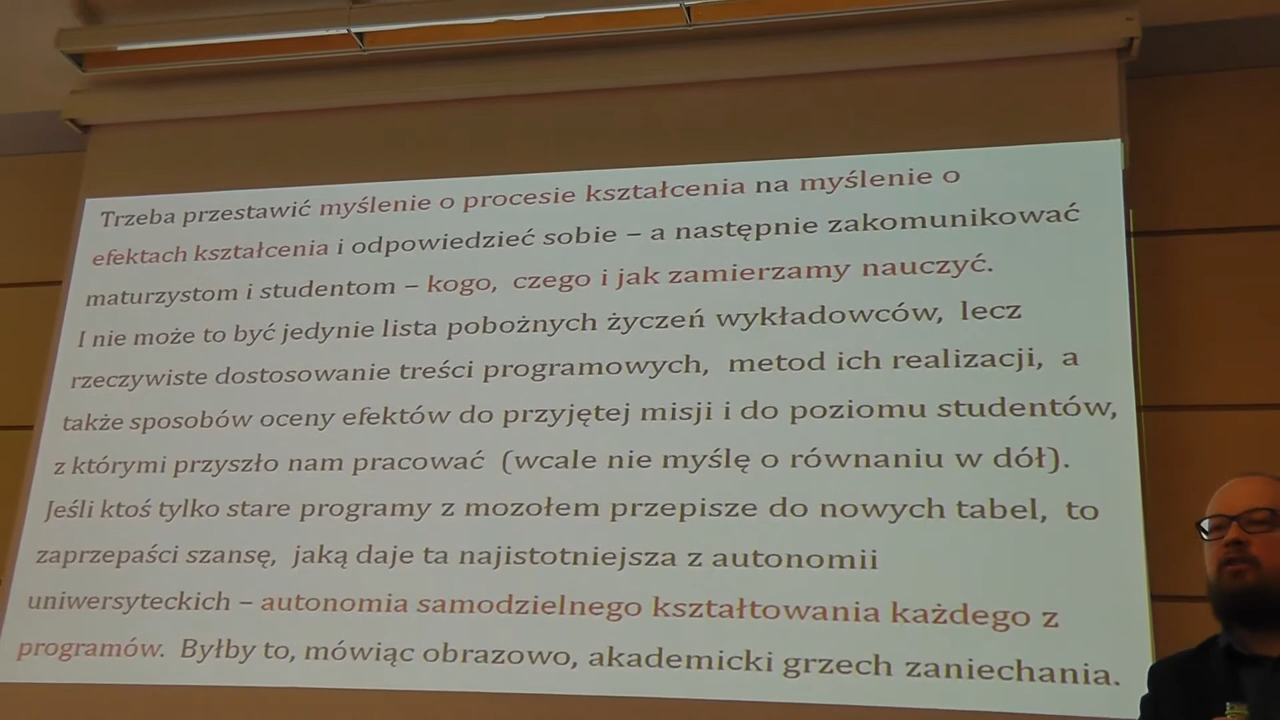 Trzeba przestawić myślenie o procesie kształcenia na myślenie o
efektach kształcenia i odpowiedzieć sobie – a następnie zakomunikować
maturzystom i studentom – kogo, czego i jak zamierzamy nauczyć.
I nie może to być jedynie lista pobożnych życzeń wykładowców, lecz
rzeczywiste dostosowanie treści programowych, metod ich realizacji, a
także sposobów oceny efektów do przyjętej misji i do poziomu studentów,
z którymi przyszło nam pracować (wcale nie myślę o równaniu w dół).
Jeśli ktoś tylko stare programy z mozołem przepisze do nowych tabel, to
zaprzepaści szansę, jaką daje ta najistotniejsza z autonomii
uniwersyteckich – autonomia samodzielnego kształtowania każdego z
programów. Byłby to, mówiąc obrazowo, akademicki grzech zaniechania.